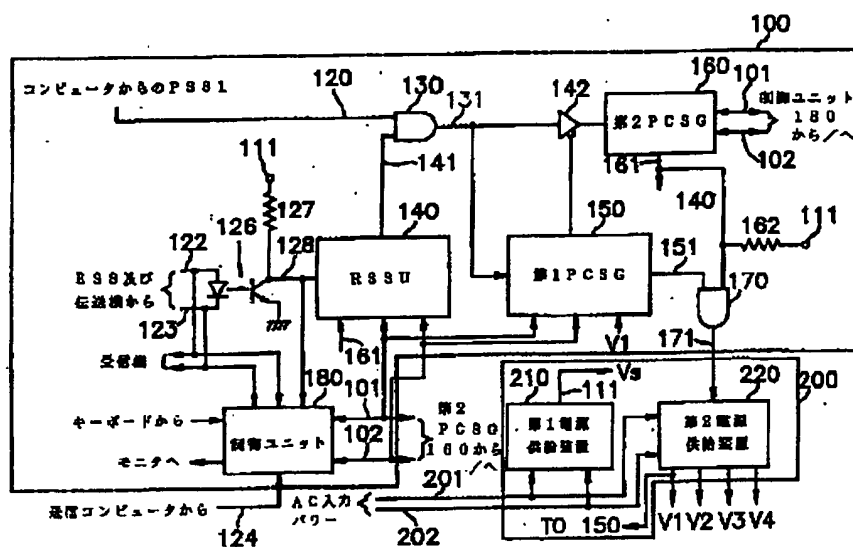 100
コンピュータからのPSS1
120
130
131
142
160
第2PCSG
101
制御ユニット
180
から/へ
102
161
141
111
127
140
126
128
122
ESS及び
伝送機から
123
RSSU
150
第1PCSG
151
140
162
111
170
171
161
V1
受信機
180
101
102
第2
PCSG
160から
/へ
キーボードから
制御ユニット
モニタへ
210
111
Vs
第1電源
供給装置
220
200
第2電源
供給装置
送信コンピュータから
124
AC入力
パワー
201
202
TO 150
V1 V2 V3 V4